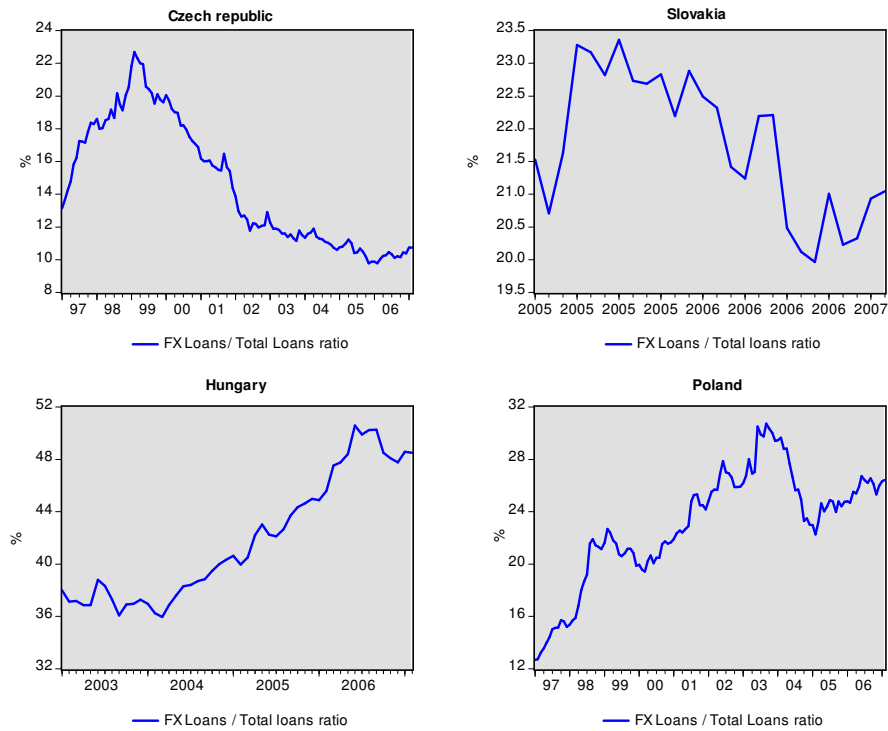 Czech republic
24
22
20
18
16
14
12
10
8
%
97 98 99 00 01 02 03 04 05 06
FX Loans/ Total Loans ratio
Slovakia
23.5
23.0
22.5
22.0
21.5
21.0
20.5
20.0
19.5
%
2005 2005 2005 2005 2006 2006 2006 2006 2007
FX Loans / Total loans ratio
Hungary
52
48
44
40
36
32
%
2003 2004 2005 2006
FX Loans / Total loans ratio
Poland
32
28
24
20
16
12
%
97 98 99 00 01 02 03 04 05 06
FX Loans / Total loans ratio